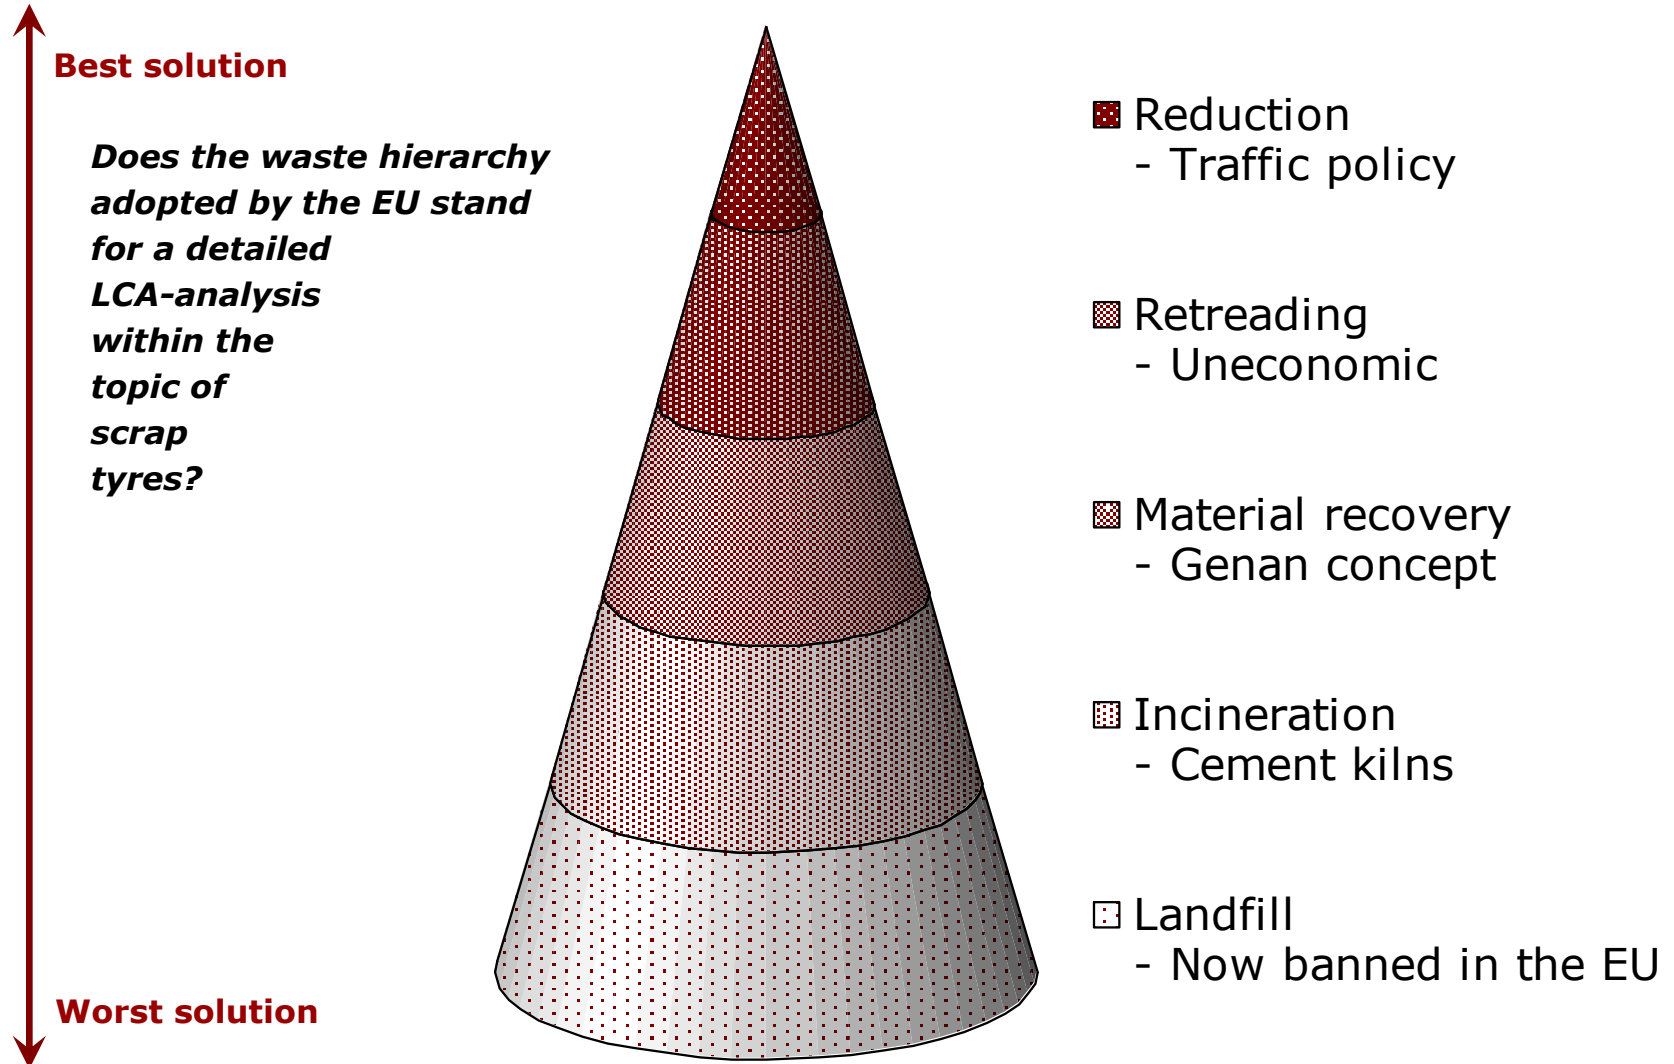 Best solution
Does the waste hierarchy
adopted by the EU stand
for a detailed
LCA-analysis
within the
topic of
scrap
tyres?
Worst solution
Reduction
- Traffic policy
Retreading
- Uneconomic
Material recovery
- Genan concept
Incineration
- Cement kilns
Landfill
- Now banned in the EU